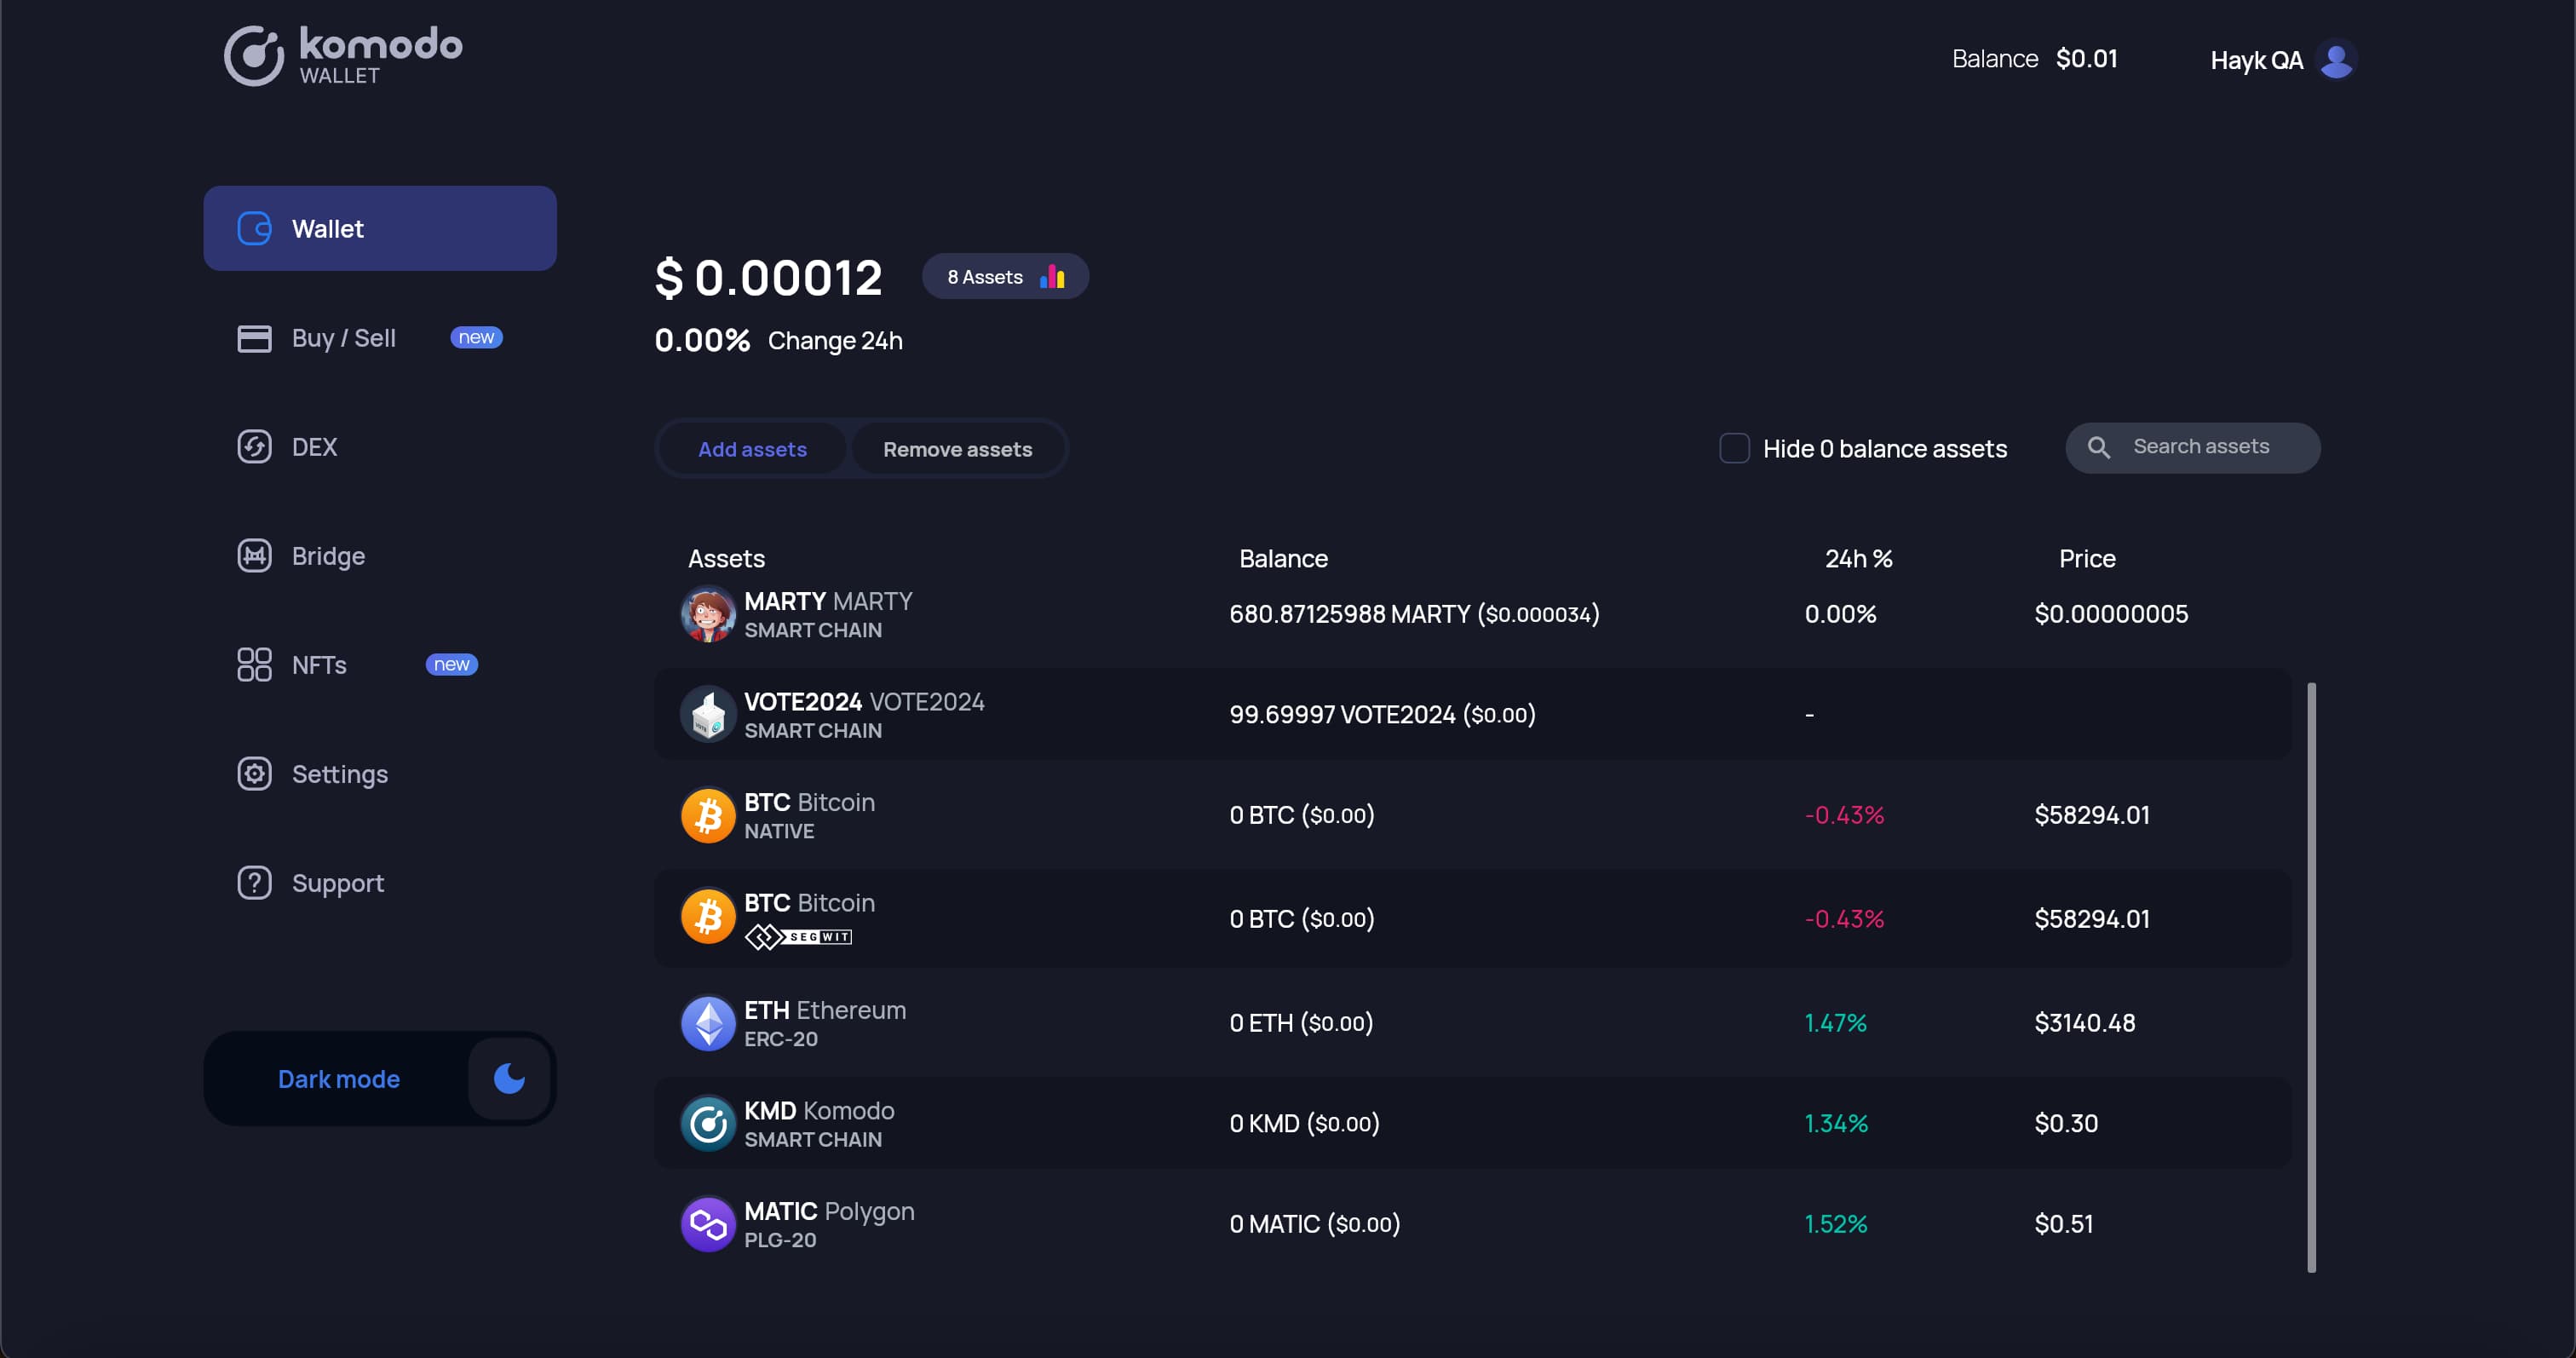 komodo
WALLET
Balance $0.01
Hayk QA
Wallet
Buy / Sell new
DEX
Bridge
NFTs new
Settings
Support
Dark mode
$ 0.00012
8 Assets
0.00% Change 24h
Add assets
Remove assets
Hide 0 balance assets
Search assets
Assets Balance 24h % Price
MARTY MARTY
SMART CHAIN
680.87125988 MARTY ($0.000034) 0.00% $0.00000005
VOTE2024 VOTE2024
SMART CHAIN
99.69997 VOTE2024 ($0.00) -
BTC Bitcoin
NATIVE
0 BTC ($0.00) -0.43% $58294.01
BTC Bitcoin
SEGWIT
0 BTC ($0.00) -0.43% $58294.01
ETH Ethereum
ERC-20
0 ETH ($0.00) 1.47% $3140.48
KMD Komodo
SMART CHAIN
0 KMD ($0.00) 1.34% $0.30
MATIC Polygon
PLG-20
0 MATIC ($0.00) 1.52% $0.51